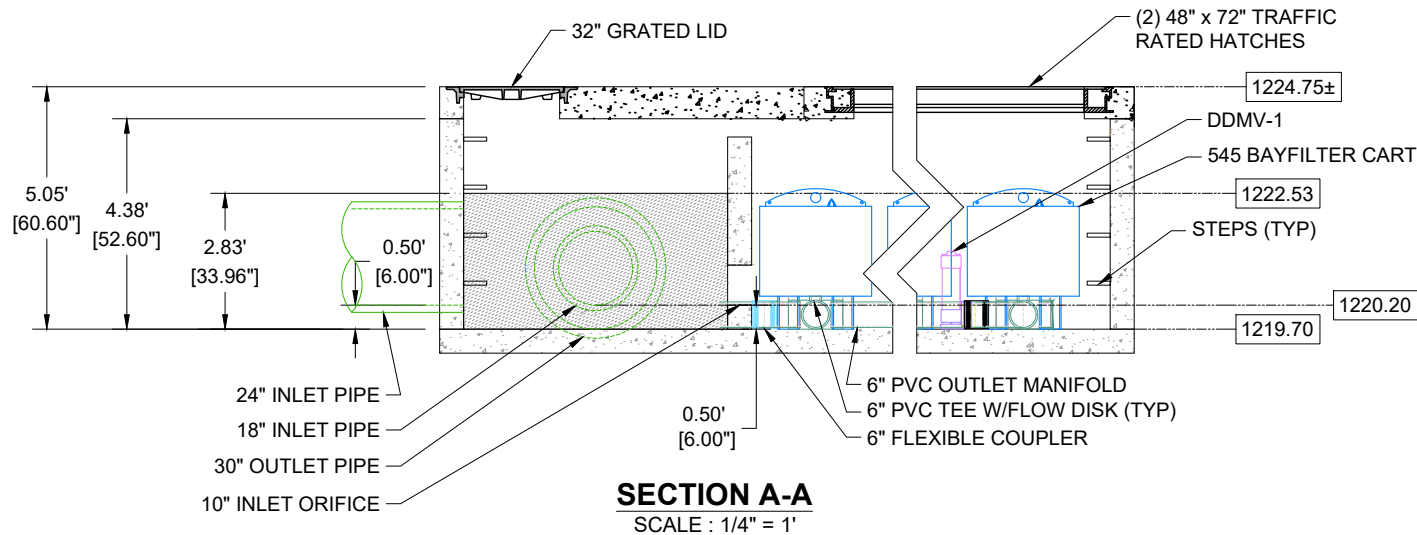 32" GRATED LID
(2) 48" x 72" TRAFFIC
RATED HATCHES
1224.75±
DDMV-1
545 BAYFILTER CART
1222.53
STEPS (TYP)
1220.20
1219.70
5.05'
[60.60"]
4.38'
[52.60"]
2.83'
[33.96"]
0.50'
[6.00"]
24" INLET PIPE
18" INLET PIPE
30" OUTLET PIPE
10" INLET ORIFICE
0.50'
[6.00"]
6" PVC OUTLET MANIFOLD
6" PVC TEE W/FLOW DISK (TYP)
6" FLEXIBLE COUPLER
SECTION A-A
SCALE : 1/4" = 1'